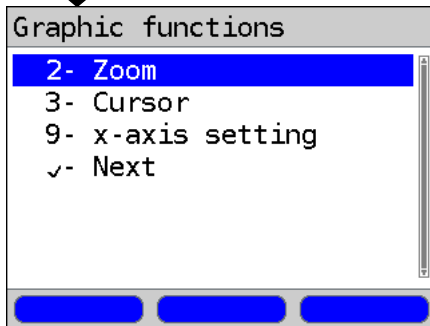 Graphic functions
2- Zoom
3- Cursor
9- x-axis setting
✓- Next